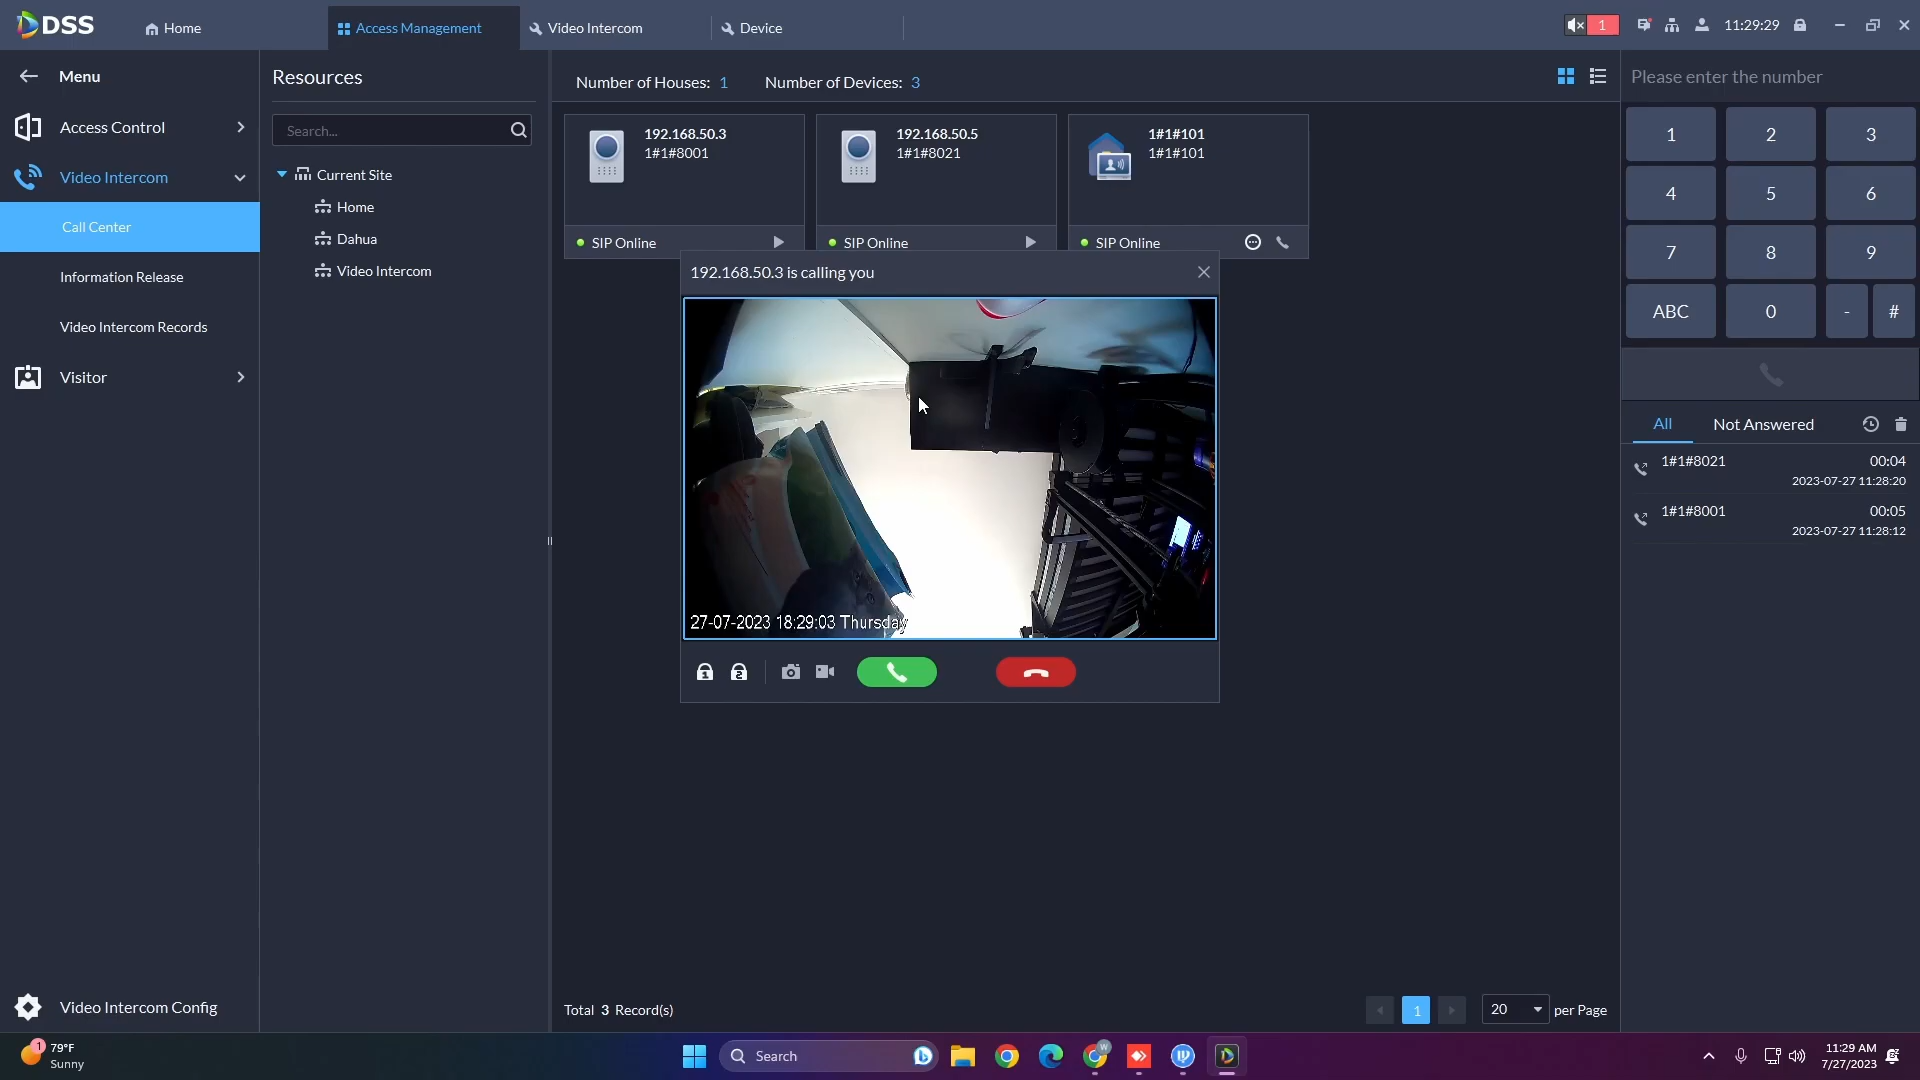 DSS
Home
Access Management
Video Intercom
Device
1
11:29:29
Menu
Access Control
Video Intercom
Call Center
Information Release
Video Intercom Records
Visitor
Video Intercom Config
Resources
Search...
Current Site
Home
Dahua
Video Intercom
Number of Houses: 1
Number of Devices: 3
192.168.50.3
1#1#8001
SIP Online
192.168.50.5
1#1#8021
SIP Online
1#1#101
1#1#101
SIP Online
192.168.50.3 is calling you
27-07-2023 18:29:03 Thursday
1
2
Total 3 Record(s)
1
20
per Page
Please enter the number
1 2 3
4 5 6
7 8 9
ABC 0 - #
All
Not Answered
1#1#8021 00:04
2023-07-27 11:28:20
1#1#8001 00:05
2023-07-27 11:28:12
1
79°F
Sunny
Search
W
11:29 AM
7/27/2023